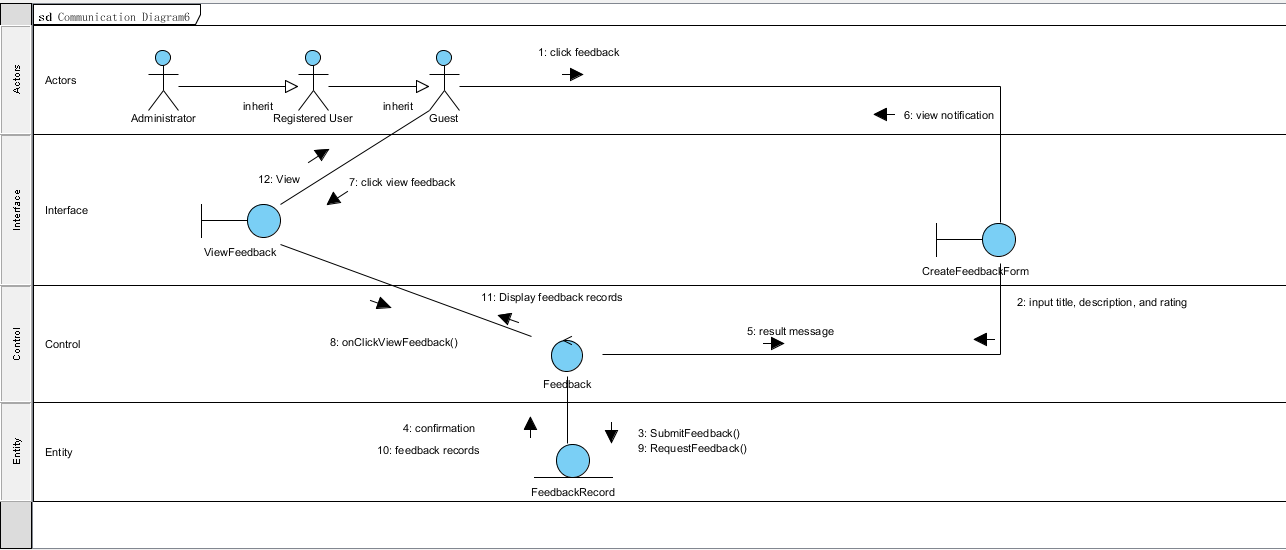 sd Communication Diagram6
Actors
Actors
Administrator
inherit
Registered User
inherit
Guest
1: click feedback
6: view notification
Interface
Interface
12: View
7: click view feedback
ViewFeedback
CreateFeedbackForm
Control
Control
8: onClickViewFeedback()
11: Display feedback records
5: result message
2: input title, description, and rating
Feedback
Entity
Entity
4: confirmation
10: feedback records
3: SubmitFeedback()
9: RequestFeedback()
FeedbackRecord